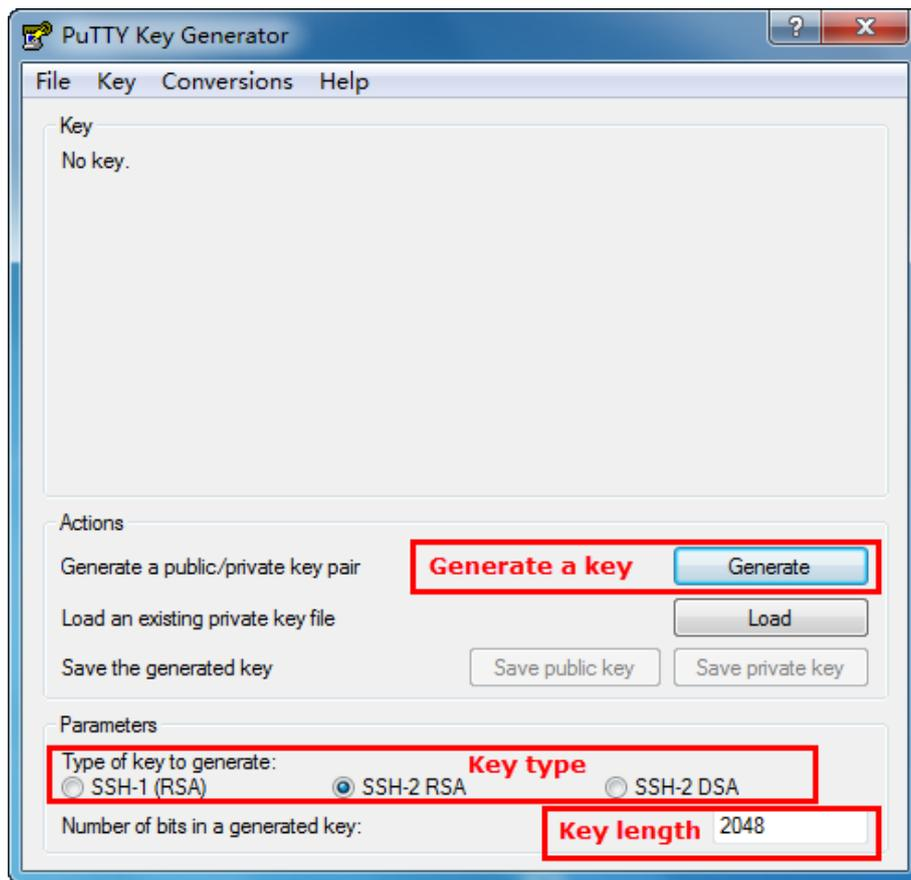 PuTTY Key Generator
File Key Conversions Help
Key
No key.
Actions
Generate a public/private key pair Generate a key Generate
Load an existing private key file Load
Save the generated key Save public key Save private key
Parameters
Type of key to generate: Key type
SSH-1 (RSA) SSH-2 RSA SSH-2 DSA
Number of bits in a generated key: Key length 2048